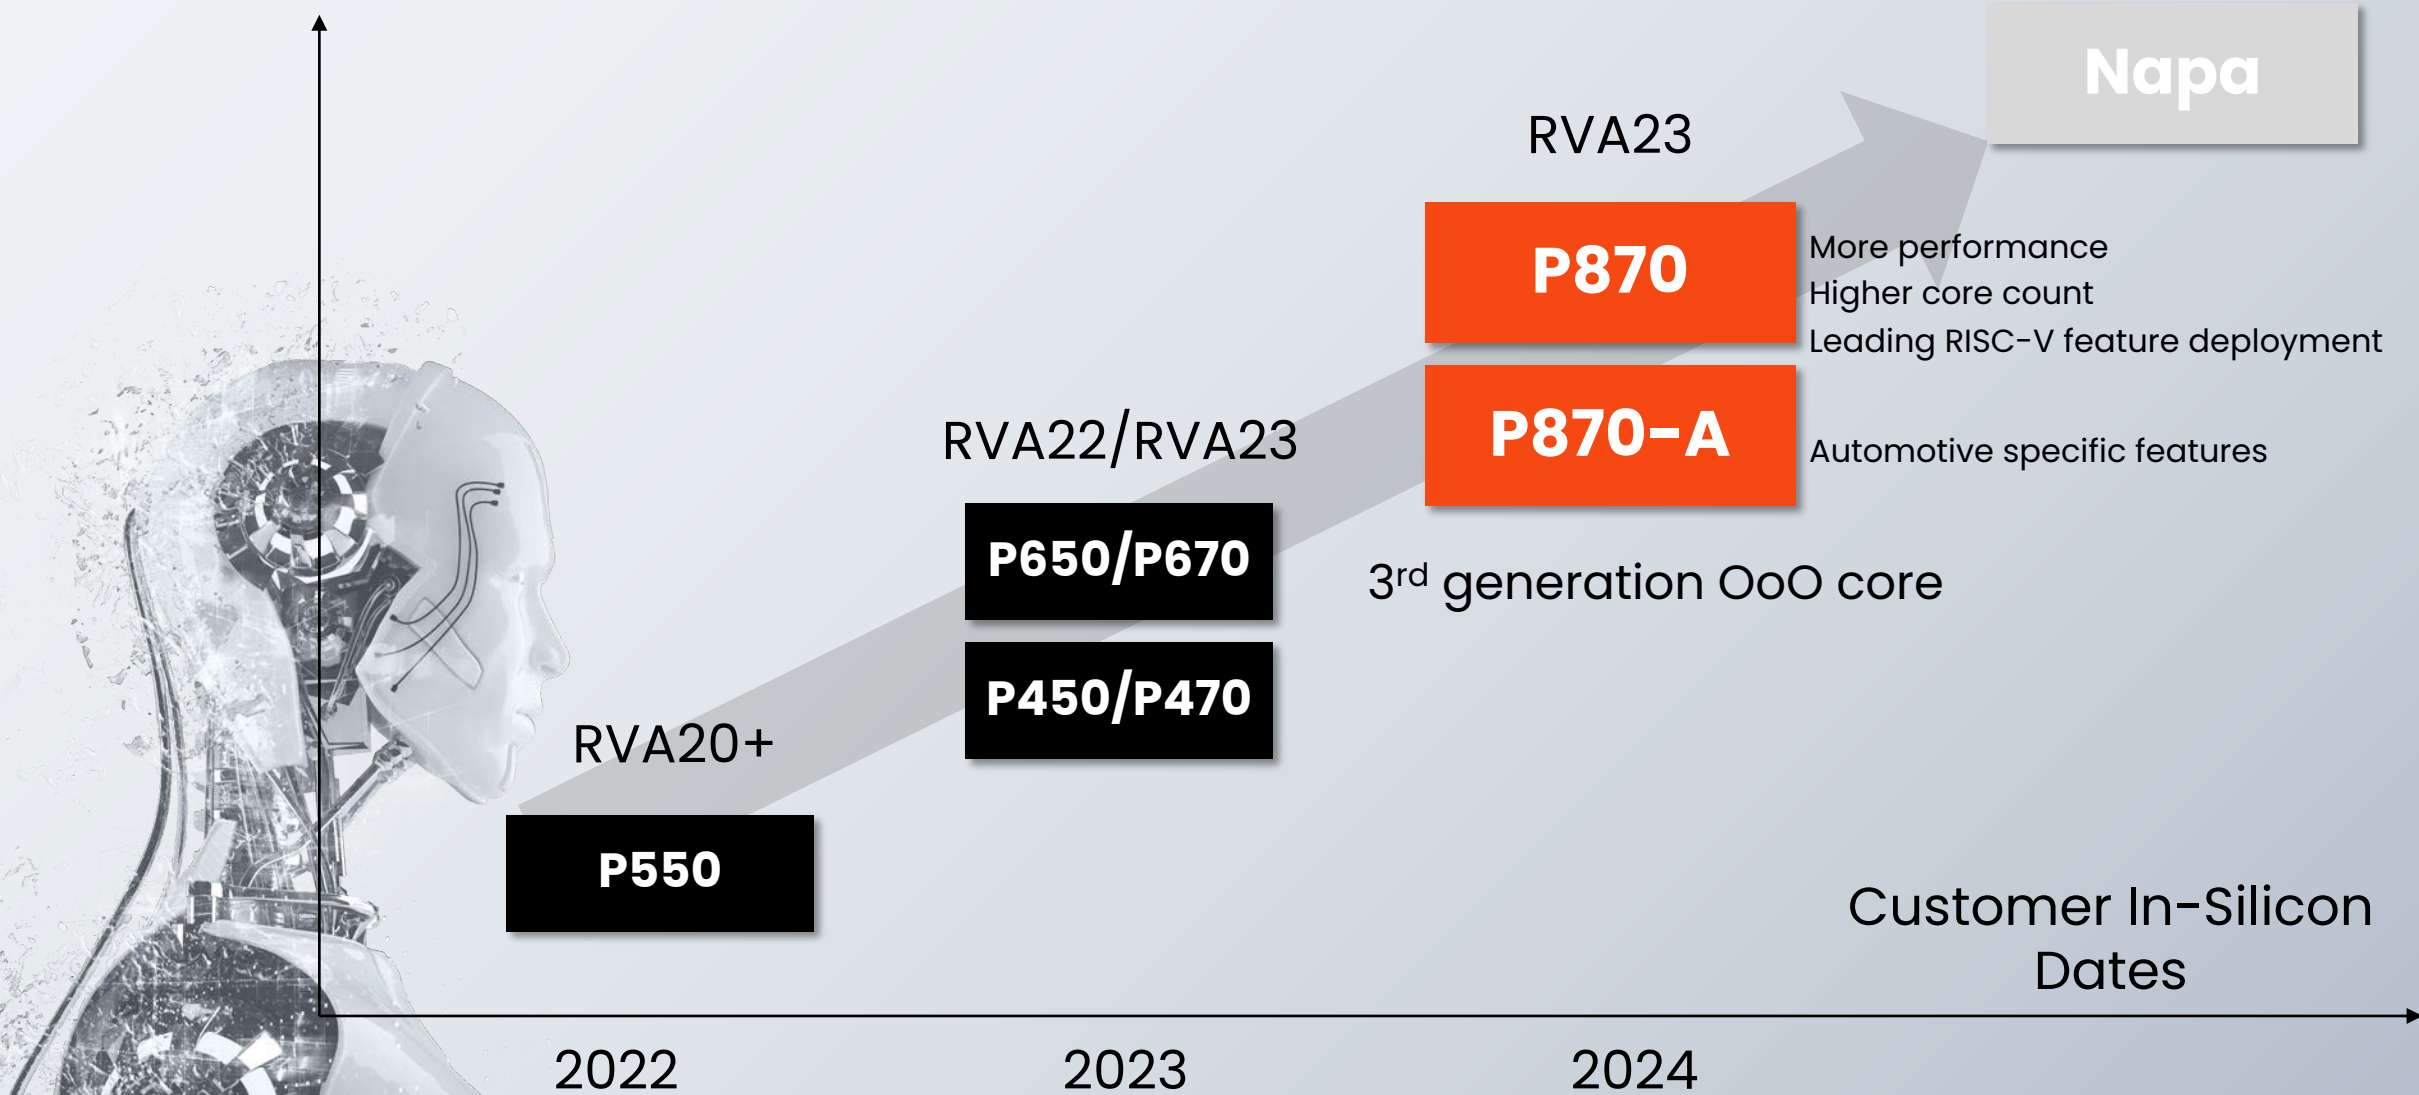 Napa
RVA23
P870
More performance
Higher core count
Leading RISC-V feature deployment
P870-A
Automotive specific features
RVA22/RVA23
P650/P670
P450/P470
3rd generation OoO core
RVA20+
P550
Customer In-Silicon
Dates
2022
2023
2024